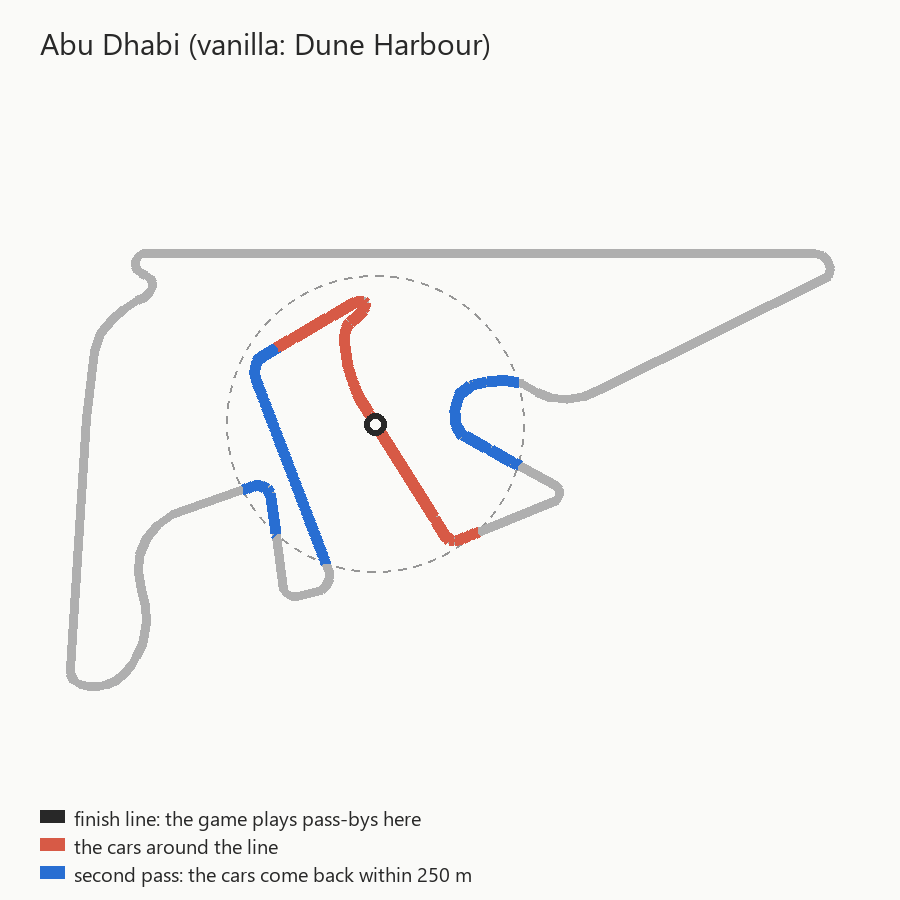 Abu Dhabi (vanilla: Dune Harbour)
finish line: the game plays pass-bys here
the cars around the line
second pass: the cars come back within 250 m